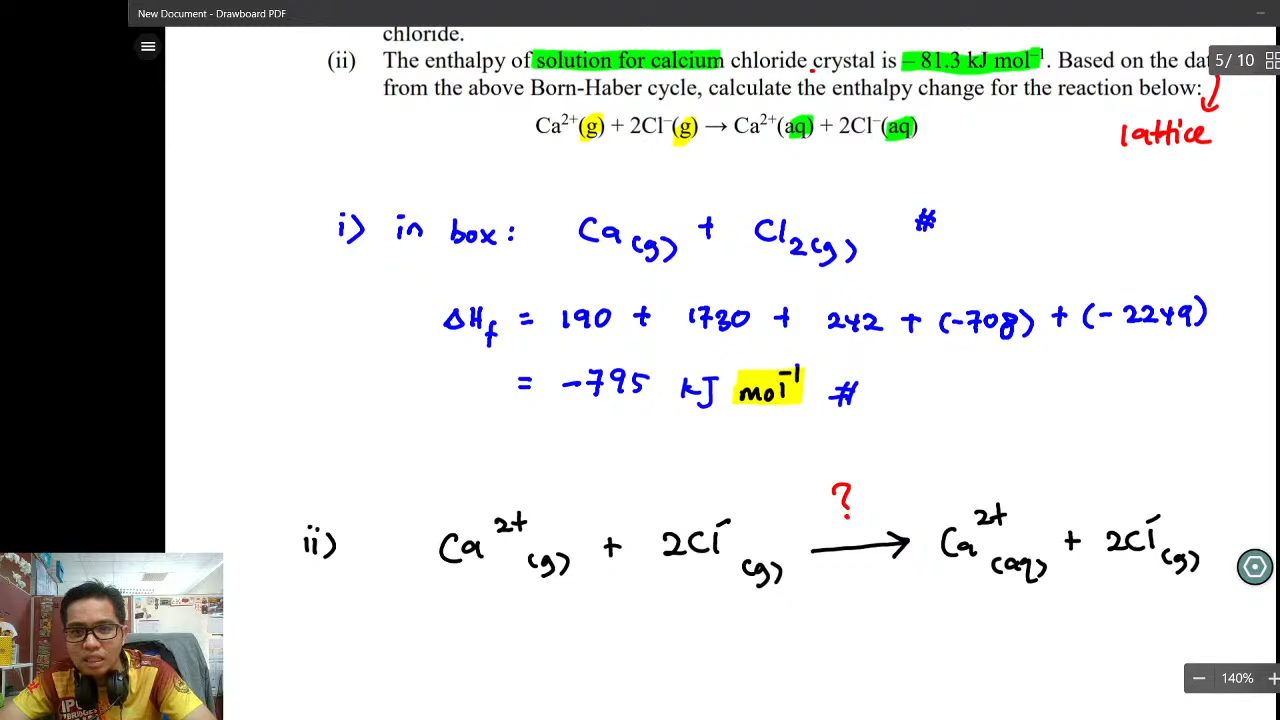 New Document - Drawboard PDF
chloride.
(ii) The enthalpy of solution for calcium chloride crystal is – 81.3 kJ mol⁻¹. Based on the dat
5/10
from the above Born-Haber cycle, calculate the enthalpy change for the reaction below:
Ca²⁺(g) + 2Cl⁻(g) → Ca²⁺(aq) + 2Cl⁻(aq)
lattice
i) in box: Ca(g) + Cl₂(g) #
ΔHf = 190 + 1730 + 242 + (-708) + (-2249)
= -795 kJ mol⁻¹ #
?
ii) Ca²⁺(g) + 2Cl⁻(g) → Ca²⁺(aq) + 2Cl⁻(g)
140%